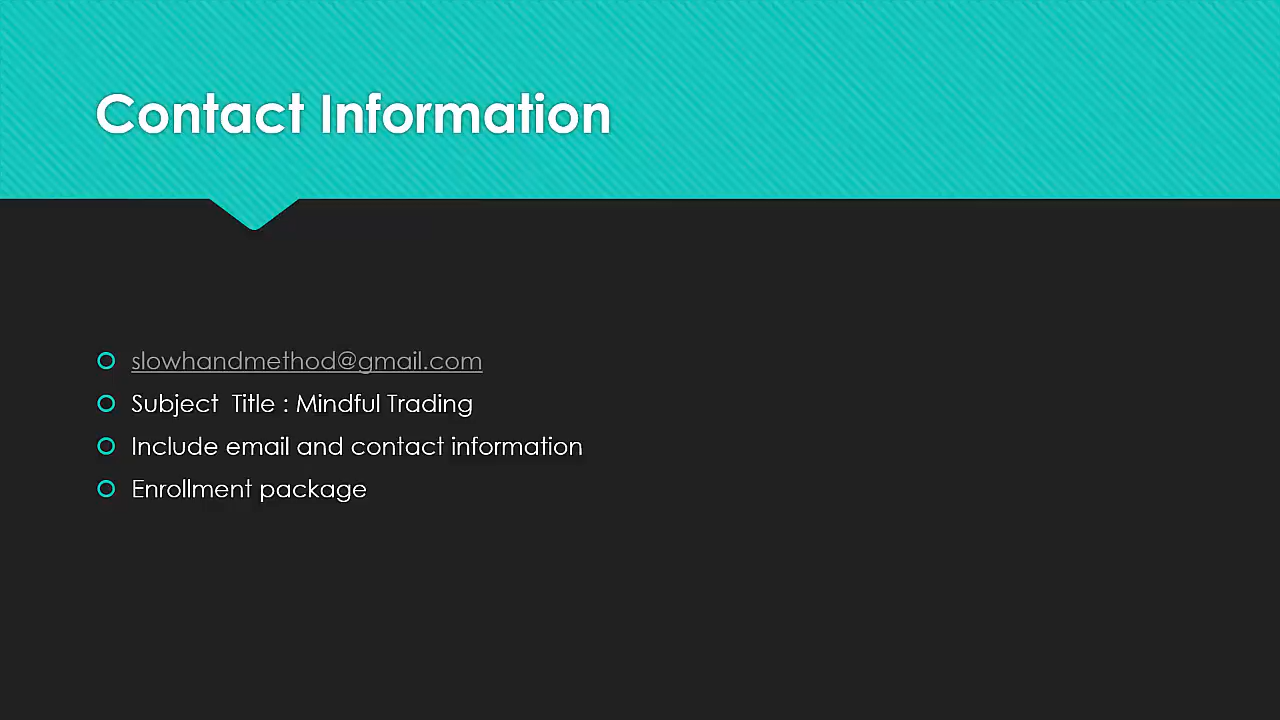 Contact Information
slowhandmethod@gmail.com
Subject  Title : Mindful Trading
Include email and contact information
Enrollment package